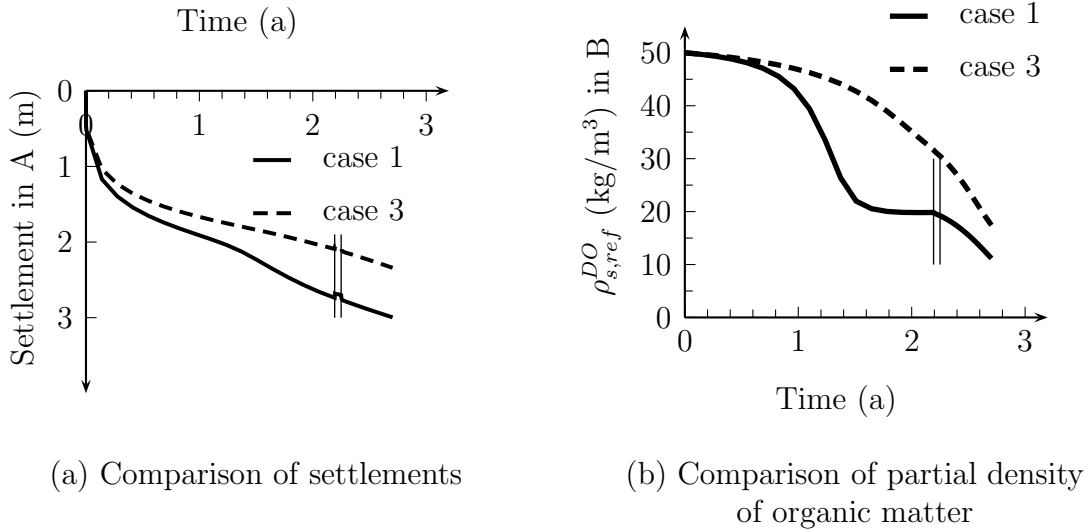 Time (a)
0
1
2
3
0
1
2
3
Settlement in A (m)
case 1
case 3
(a) Comparison of settlements
case 1
case 3
50
40
30
20
10
0
0
1
2
3
ρ_{s,ref}^{DO} (kg/m³) in B
Time (a)
(b) Comparison of partial density
of organic matter